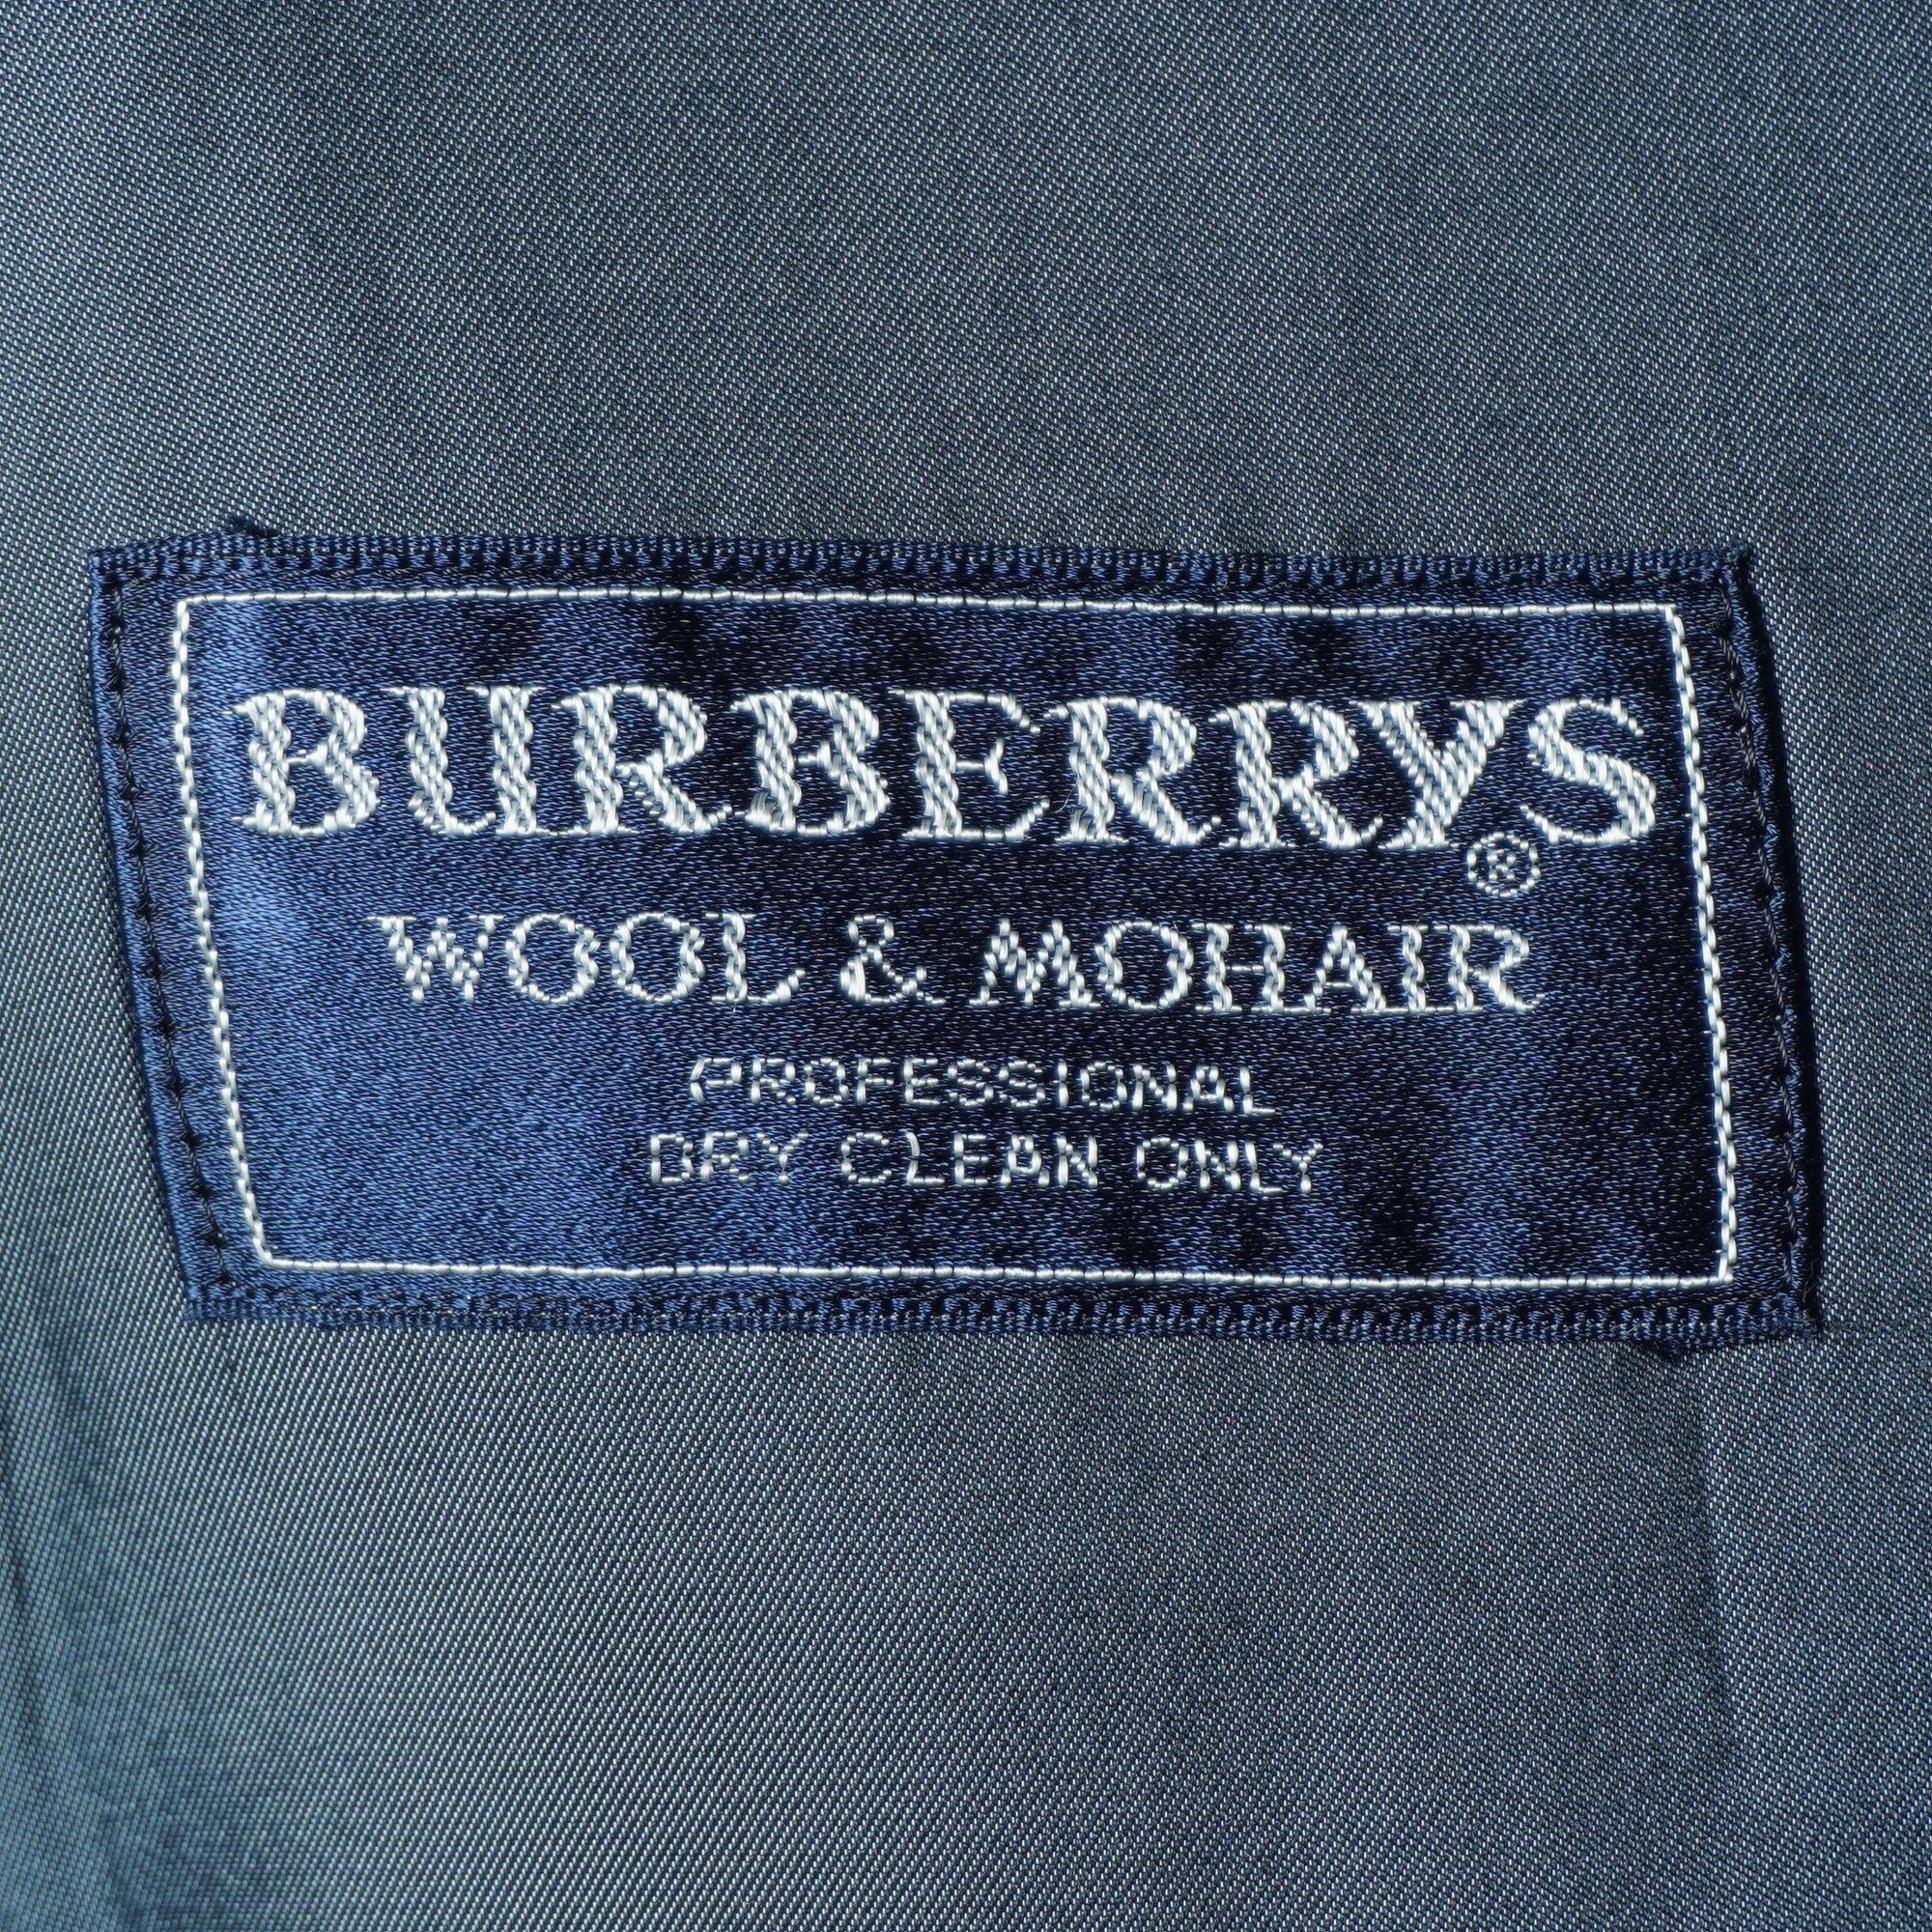 BURBERRYS®
WOOL & MOHAIR
PROFESSIONAL
DRY CLEAN ONLY